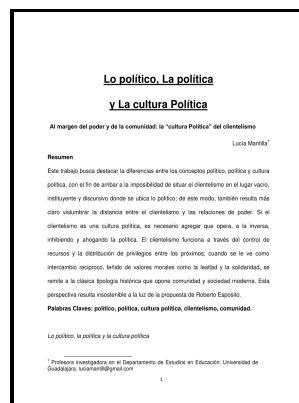 Lo político, La política
y La cultura Política
Al margen del poder y de la comunidad: la “cultura Política” del clientelismo
Lucía Mantilla¹
Resumen
Este trabajo busca destacar la diferencias entre los conceptos político, política y cultura
política, con el fin de arribar a la imposibilidad de situar el clientelismo en el lugar vacío,
instituyente y discursivo donde se ubica lo político; de este modo, también resulta más
claro vislumbrar la distancia entre el clientelismo y las relaciones de poder. Si el
clientelismo es una cultura política, es necesario agregar que opera, a la inversa,
inhibiendo y ahogando la política. El clientelismo funciona a través del control de
recursos y la distribución de privilegios entre los próximos; cuando se le ve como
intercambio reciproco, teñido de valores morales como la lealtad y la solidaridad, se
remite a la clásica tipología histórica que opone comunidad y sociedad moderna. Esta
perspectiva resulta insostenible a la luz de la propuesta de Roberto Esposito.
Palabras Claves: político, política, cultura política, clientelismo, comunidad.
Lo político, la política y la cultura política
¹ Profesora investigadora en el Departamento de Estudios en Educación. Universidad de
Guadalajara, luciamantill@gmail.com
1